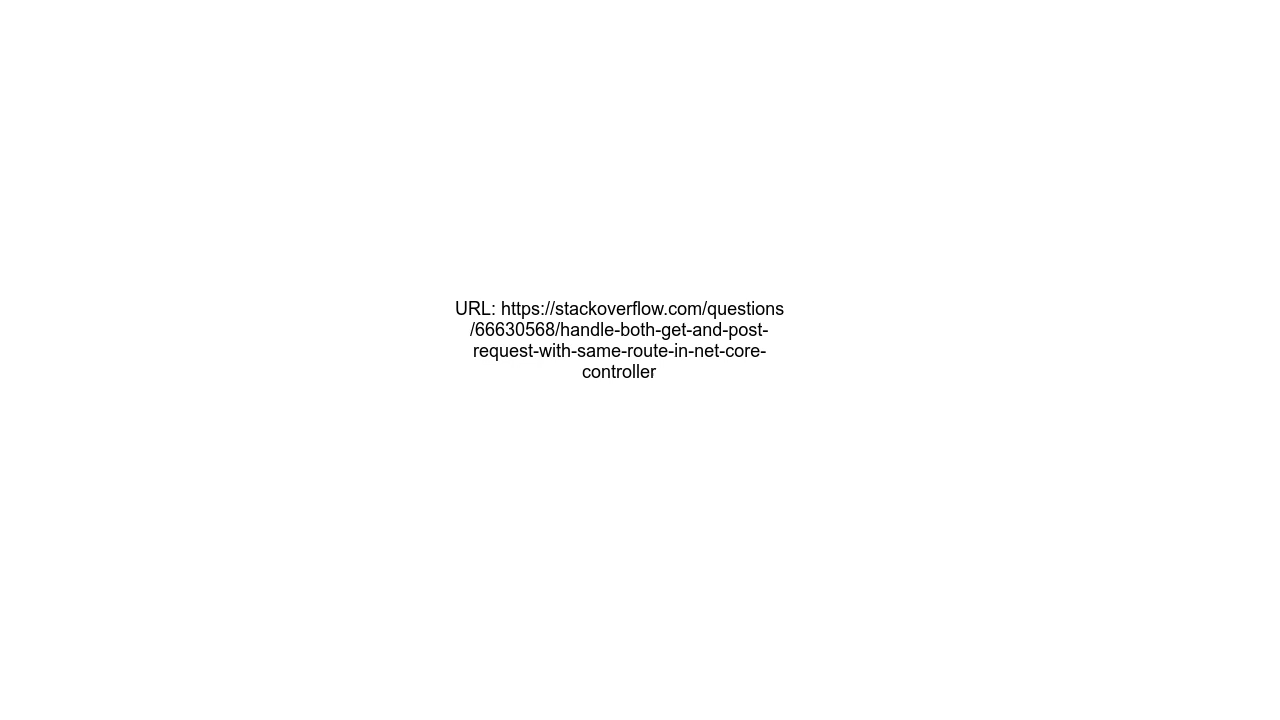 URL: https://stackoverflow.com/questions
/66630568/handle-both-get-and-post-
request-with-same-route-in-net-core-
controller